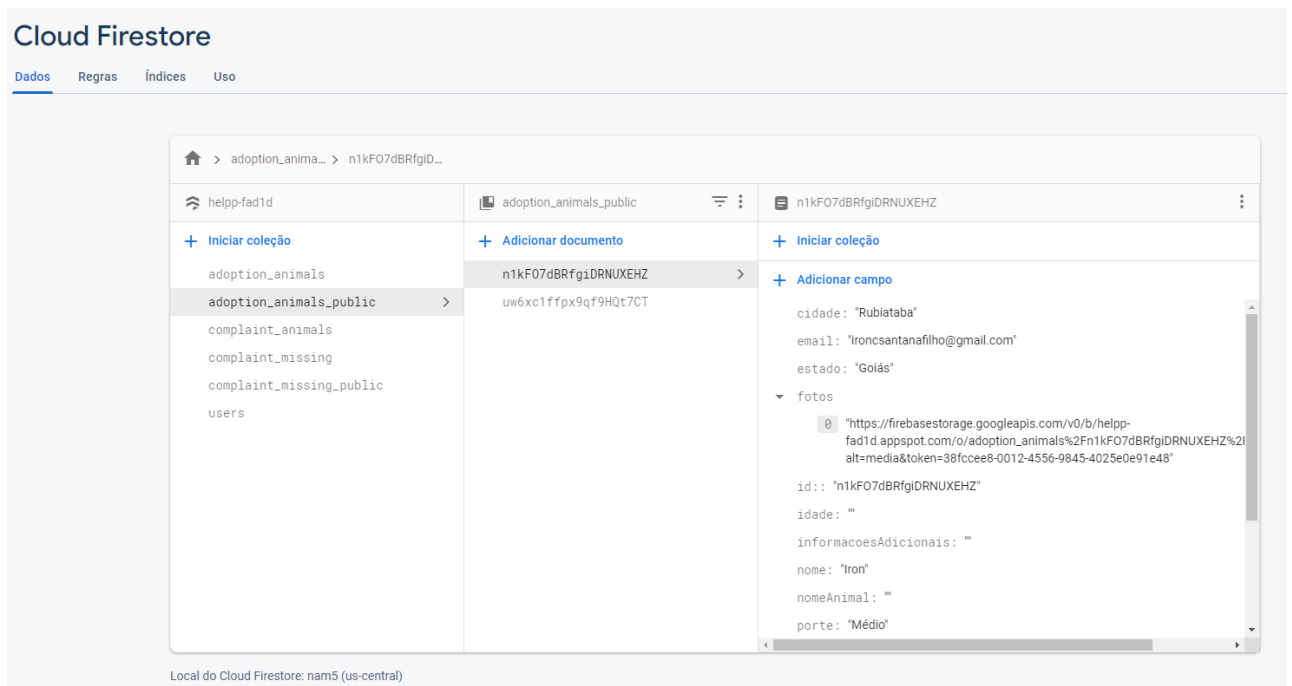 Cloud Firestore
Dados Regras Índices Uso
adoption_anima... > n1kFO7dBRfgiD...
helpp-fad1d
Iniciar coleção
adoption_animals
adoption_animals_public
complaint_animals
complaint_missing
complaint_missing_public
users
adoption_animals_public
Adicionar documento
n1kFO7dBRfgiDRNUXEHZ
uw6xc1ffpx9qf9HQt7CT
n1kFO7dBRfgiDRNUXEHZ
Iniciar coleção
Adicionar campo
cidade: "Rubiataba"
email: "ironcsantanafilho@gmail.com"
estado: "Goiás"
fotos
0 "https://firebasestorage.googleapis.com/v0/b/helpp-
fad1d.appspot.com/o/adoption_animals%2Fn1kFO7dBRfgiDRNUXEHZ%2
alt=media&token=38fccee8-0012-4556-9845-4025e0e91e48"
id:: "n1kFO7dBRfgiDRNUXEHZ"
idade: ""
informacoesAdicionais: ""
nome: "Iron"
nomeAnimal: ""
porte: "Médio"
Local do Cloud Firestore: nam5 (us-central)